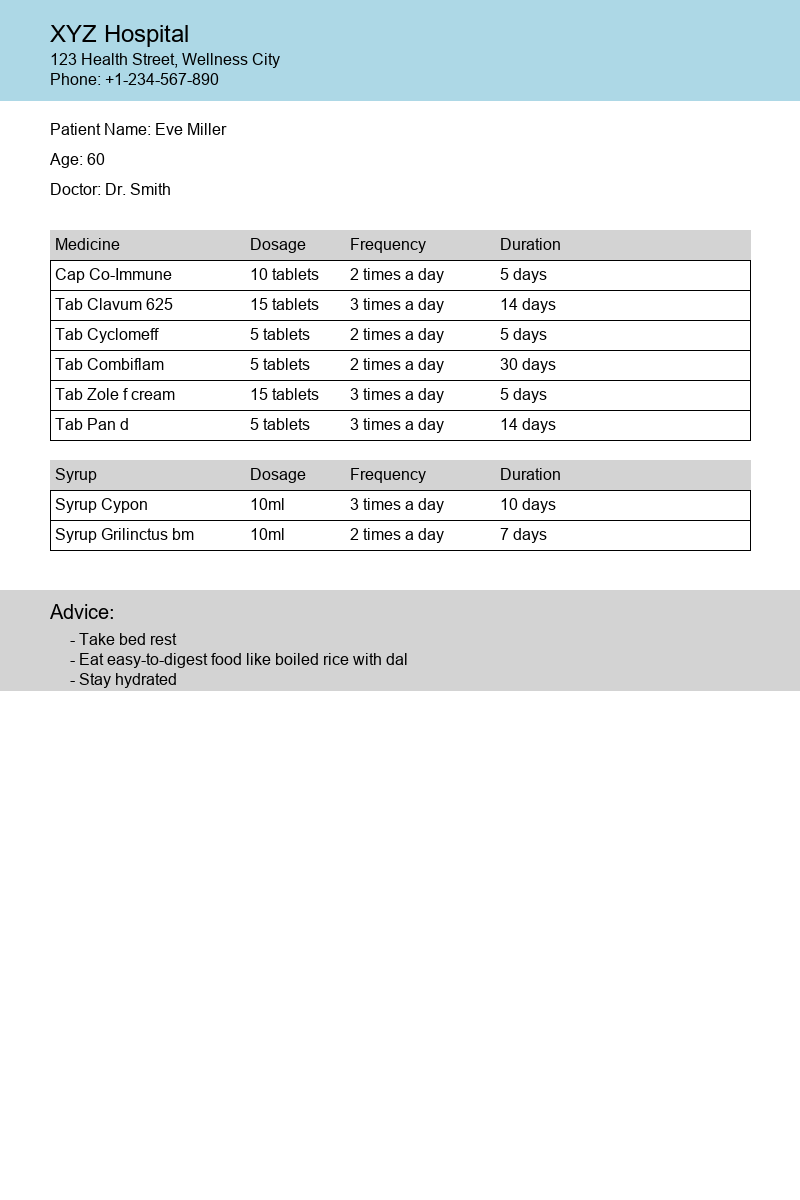 XYZ Hospital
123 Health Street, Wellness City
Phone: +1-234-567-890
Patient Name: Eve Miller
Age: 60
Doctor: Dr. Smith
Medicine Dosage Frequency Duration
Cap Co-Immune 10 tablets 2 times a day 5 days
Tab Clavum 625 15 tablets 3 times a day 14 days
Tab Cyclomeff 5 tablets 2 times a day 5 days
Tab Combiflam 5 tablets 2 times a day 30 days
Tab Zole f cream 15 tablets 3 times a day 5 days
Tab Pan d 5 tablets 3 times a day 14 days
Syrup Dosage Frequency Duration
Syrup Cypon 10ml 3 times a day 10 days
Syrup Grilinctus bm 10ml 2 times a day 7 days
Advice:
- Take bed rest
- Eat easy-to-digest food like boiled rice with dal
- Stay hydrated